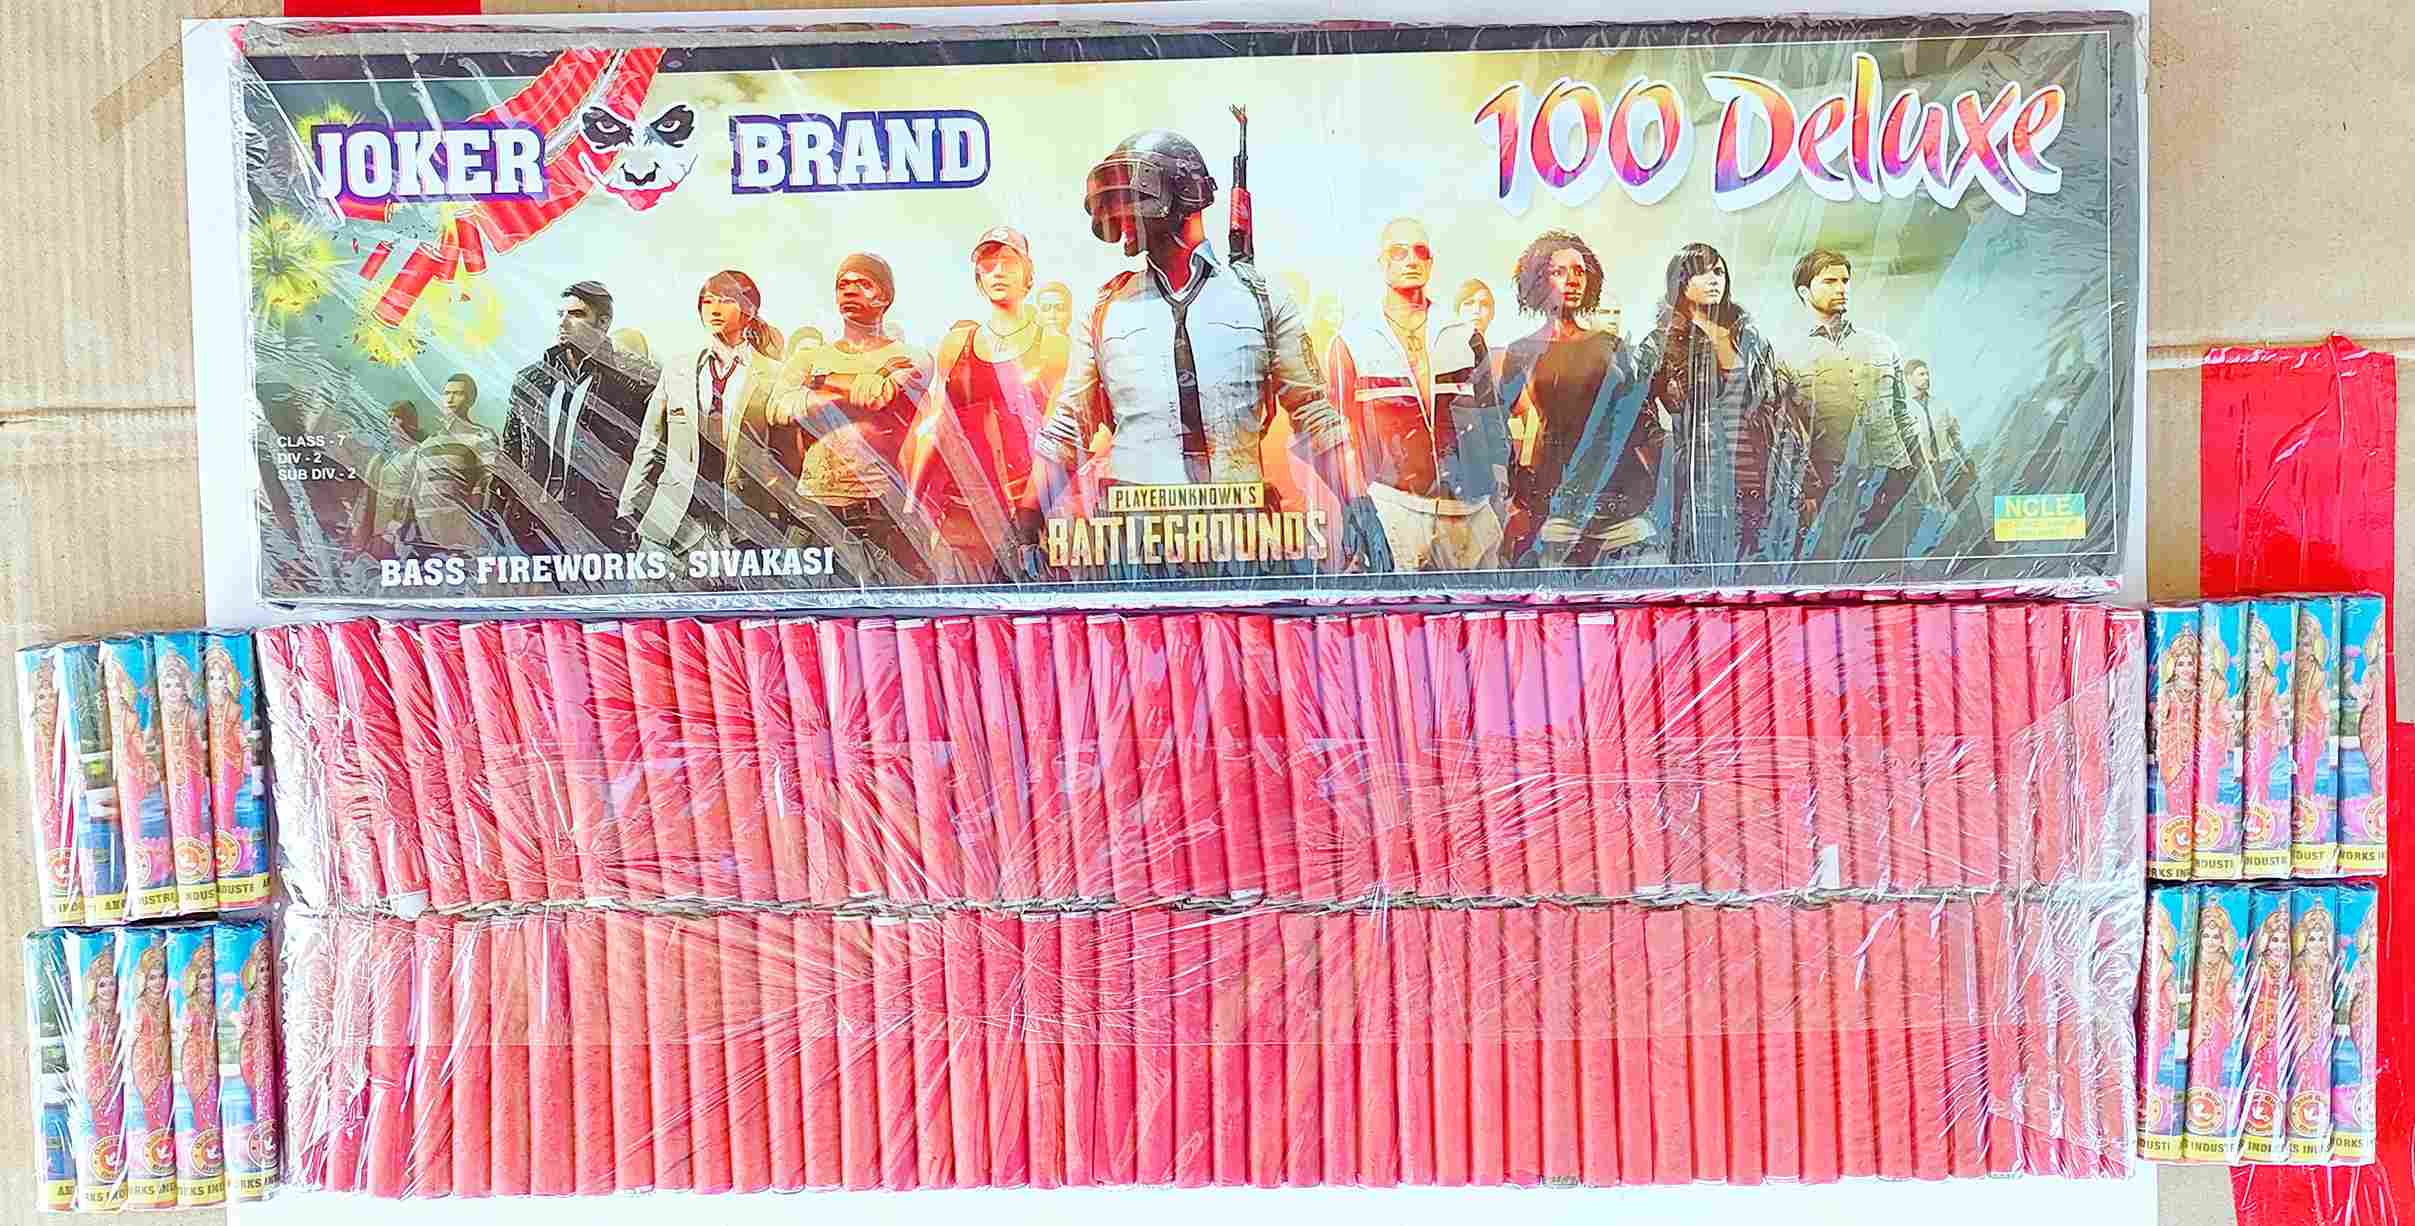 JOKER BRAND
100 Deluxe
CLASS - 7
DIV - 2
SUB DIV - 2
PLAYERUNKNOWN'S
BATTLEGROUNDS
NCLE
BASS FIREWORKS, SIVAKASI